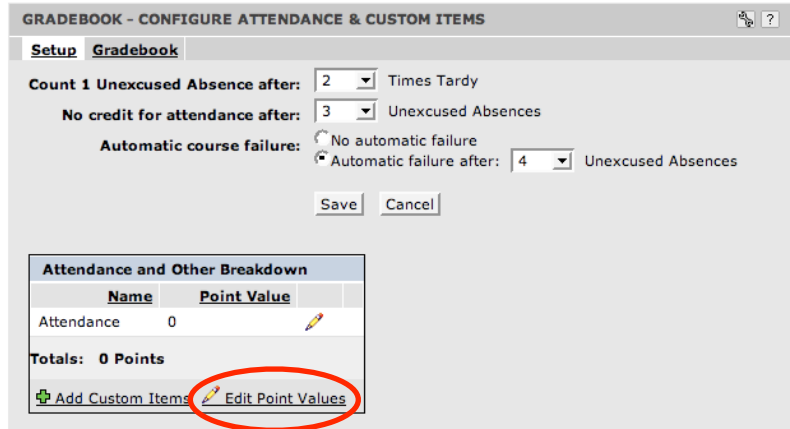 GRADEBOOK - CONFIGURE ATTENDANCE & CUSTOM ITEMS ?
Setup Gradebook
Count 1 Unexcused Absence after: 2 Times Tardy
No credit for attendance after: 3 Unexcused Absences
Automatic course failure: No automatic failure
Automatic failure after: 4 Unexcused Absences
Save Cancel
Attendance and Other Breakdown
Name Point Value
Attendance 0
Totals: 0 Points
Add Custom Items Edit Point Values